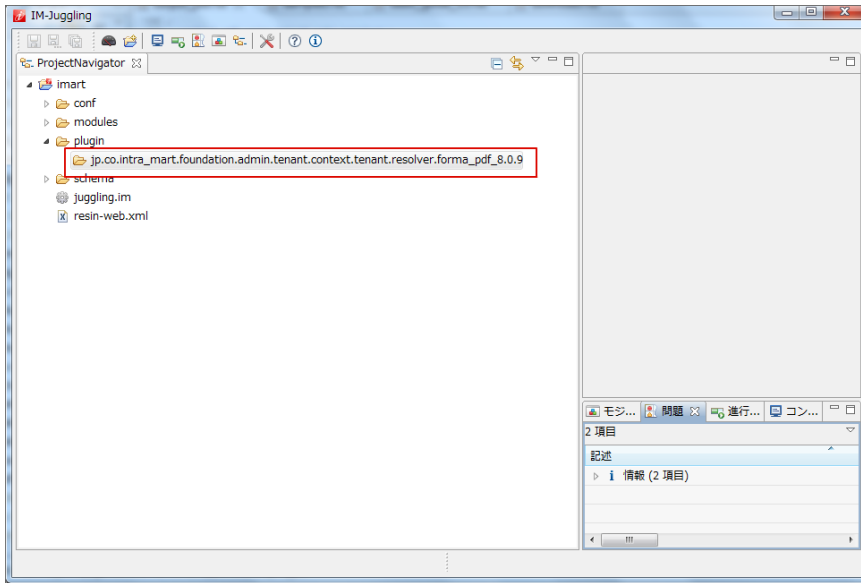 IM-Juggling
ProjectNavigator
imart
conf
modules
plugin
jp.co.intra_mart.foundation.admin.tenant.context.tenant.resolver.forma_pdf_8.0.9
schema
juggling.im
resin-web.xml
モジ... 問題 進行... コン...
2 項目
記述
情報 (2 項目)